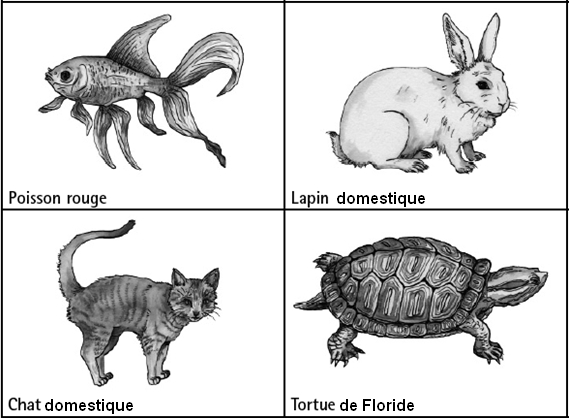 Poisson rouge
Lapin domestique
Chat domestique
Tortue de Floride